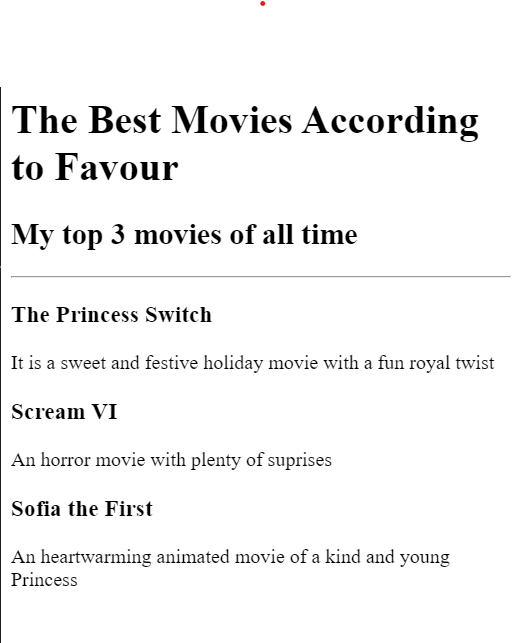 The Best Movies According
to Favour
My top 3 movies of all time
The Princess Switch
It is a sweet and festive holiday movie with a fun royal twist
Scream VI
An horror movie with plenty of suprises
Sofia the First
An heartwarming animated movie of a kind and young
Princess